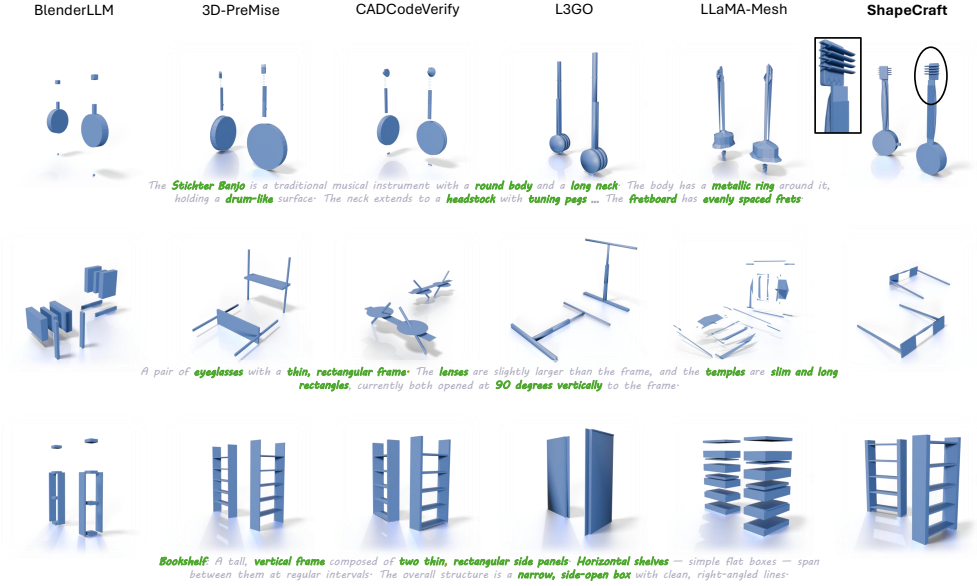 BlenderLLM 3D-PreMise CADCodeVerify L3GO LLaMA-Mesh ShapeCraft
The Stichter Banjo is a traditional musical instrument with a round body and a long neck. The body has a metallic ring around it,
holding a drum-like surface. The neck extends to a headstock with tuning pegs ... The fretboard has evenly spaced frets.
A pair of eyeglasses with a thin, rectangular frame. The lenses are slightly larger than the frame, and the temples are slim and long
rectangles, currently both opened at 90 degrees vertically to the frame.
Bookshelf. A tall, vertical frame composed of two thin, rectangular side panels. Horizontal shelves — simple flat boxes — span
between them at regular intervals. The overall structure is a narrow, side-open box with clean, right-angled lines.